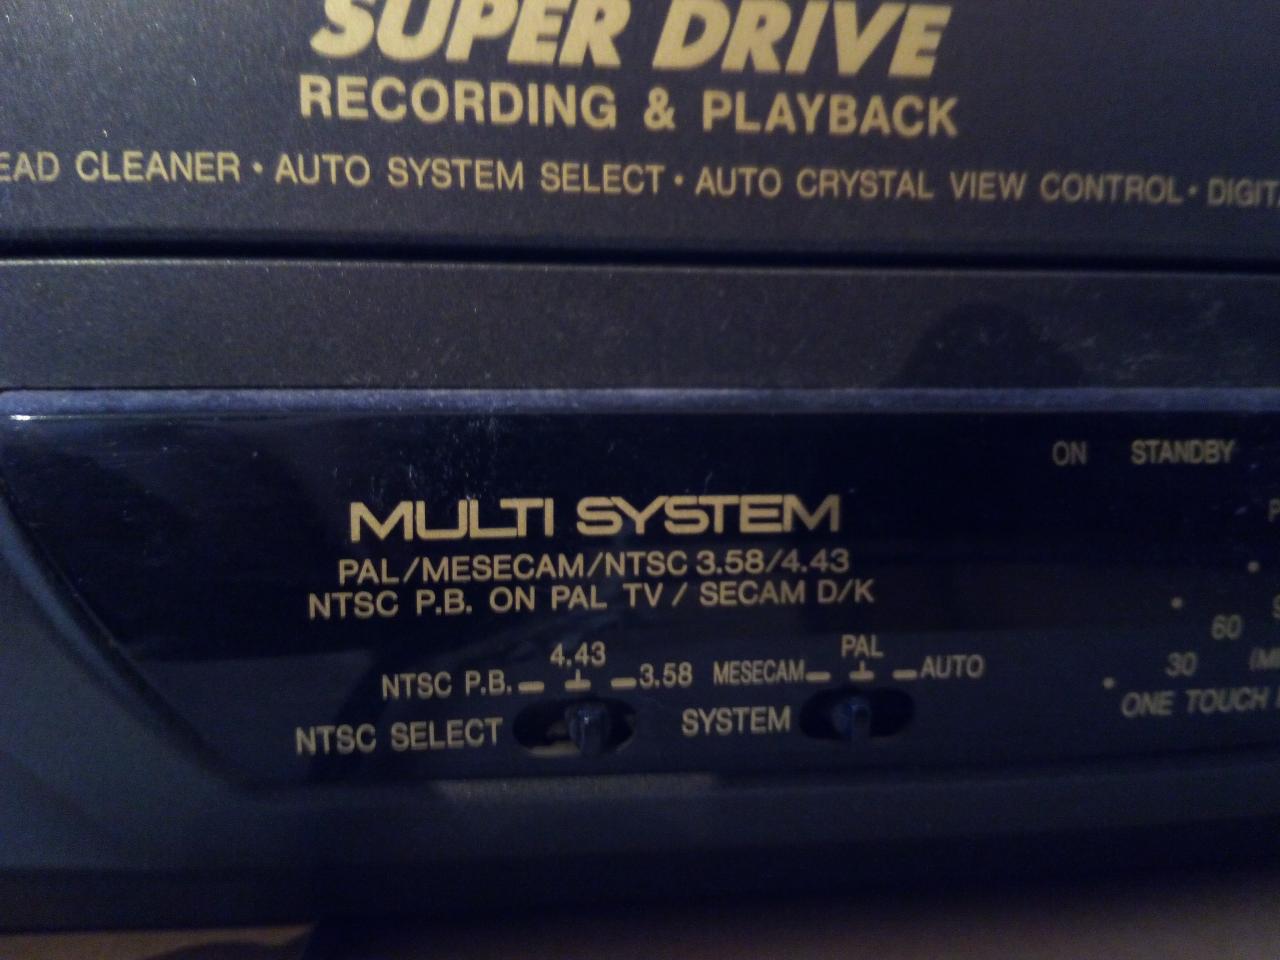 SUPER DRIVE
RECORDING & PLAYBACK
EAD CLEANER • AUTO SYSTEM SELECT • AUTO CRYSTAL VIEW CONTROL • DIGIT
ON STANDBY
MULTI SYSTEM
PAL/MESECAM/NTSC 3.58/4.43
NTSC P.B. ON PAL TV / SECAM D/K
4.43 PAL
NTSC P.B. 3.58 MESECAM AUTO
NTSC SELECT SYSTEM
60
30
ONE TOUCH